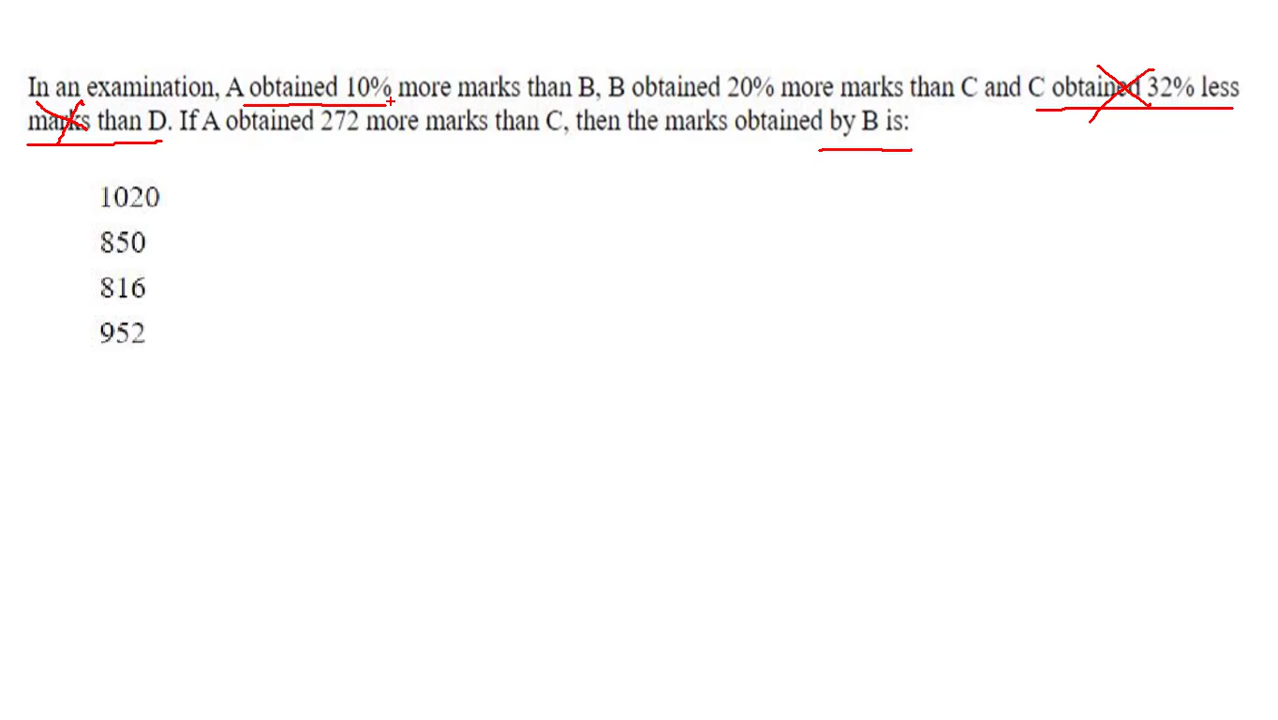 In an examination, A obtained 10% more marks than B, B obtained 20% more marks than C and C obtained 32% less
marks than D. If A obtained 272 more marks than C, then the marks obtained by B is:
1020
850
816
952